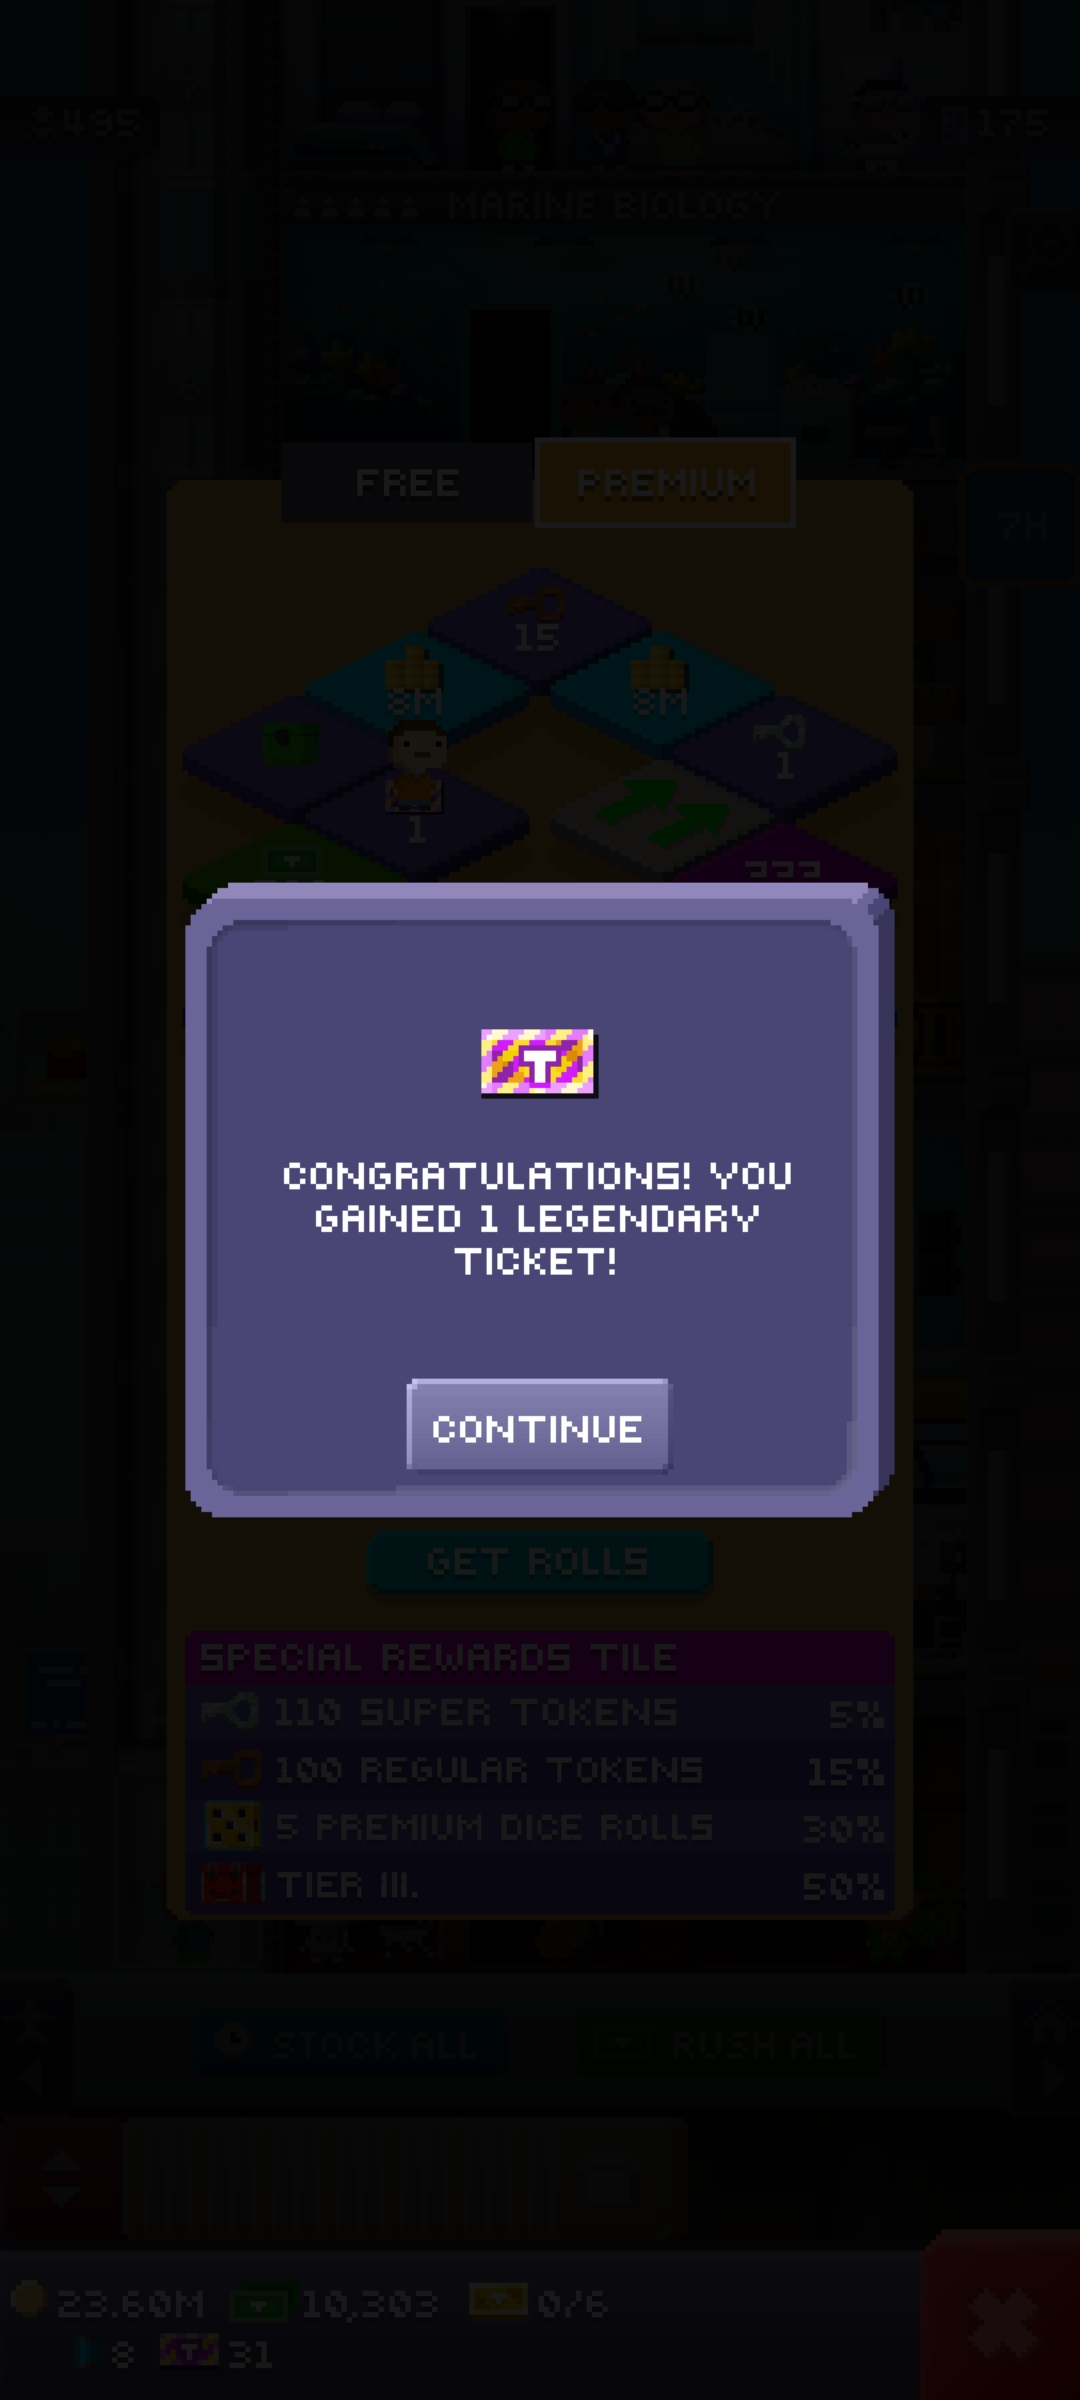 495
175
MARINE BIOLOGY
FREE
PREMIUM
7H
15
8M
8M
1
1
???
T
CONGRATULATIONS! YOU
GAINED 1 LEGENDARY
TICKET!
CONTINUE
GET ROLLS
SPECIAL REWARDS TILE
110 SUPER TOKENS 5%
100 REGULAR TOKENS 15%
5 PREMIUM DICE ROLLS 30%
TIER III. 50%
STOCK ALL
RUSH ALL
23.60M 10,303 0/6
8 T 31